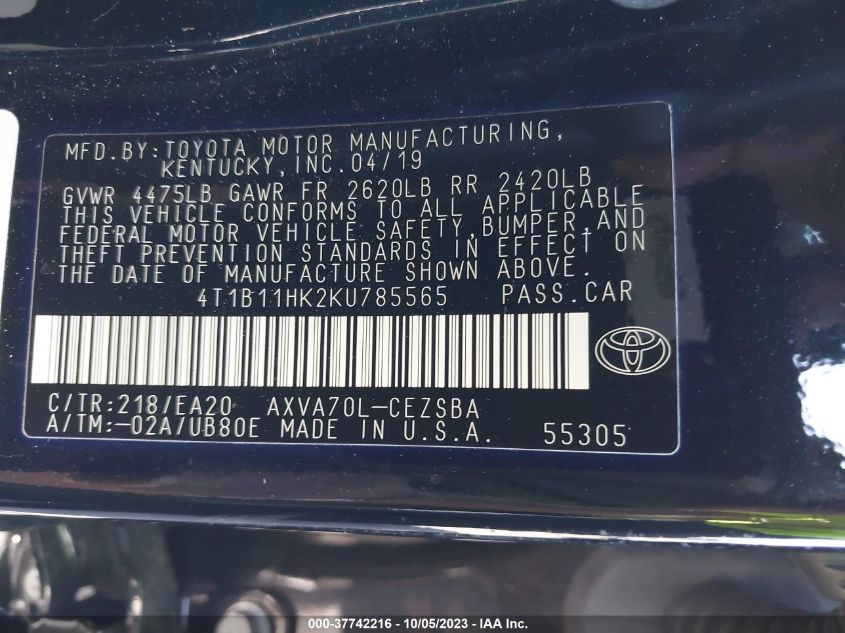 MFD.BY:TOYOTA MOTOR MANUFACTURING,
KENTUCKY,INC.04/19
GVWR 4475LB GAWR FR 2620LB RR 2420LB
THIS VEHICLE CONFORMS TO ALL APPLICABLE
FEDERAL MOTOR VEHICLE SAFETY,BUMPER,AND
THEFT PREVENTION STANDARDS IN EFFECT ON
THE DATE OF MANUFACTURE SHOWN ABOVE.
4T1B11HK2KU785565 PASS.CAR
C/TR:218/EA20 AXVA70L-CEZSBA
A/TM:-02A/UB80E MADE IN U.S.A. 55305
000-37742216 - 10/05/2023 - IAA Inc.